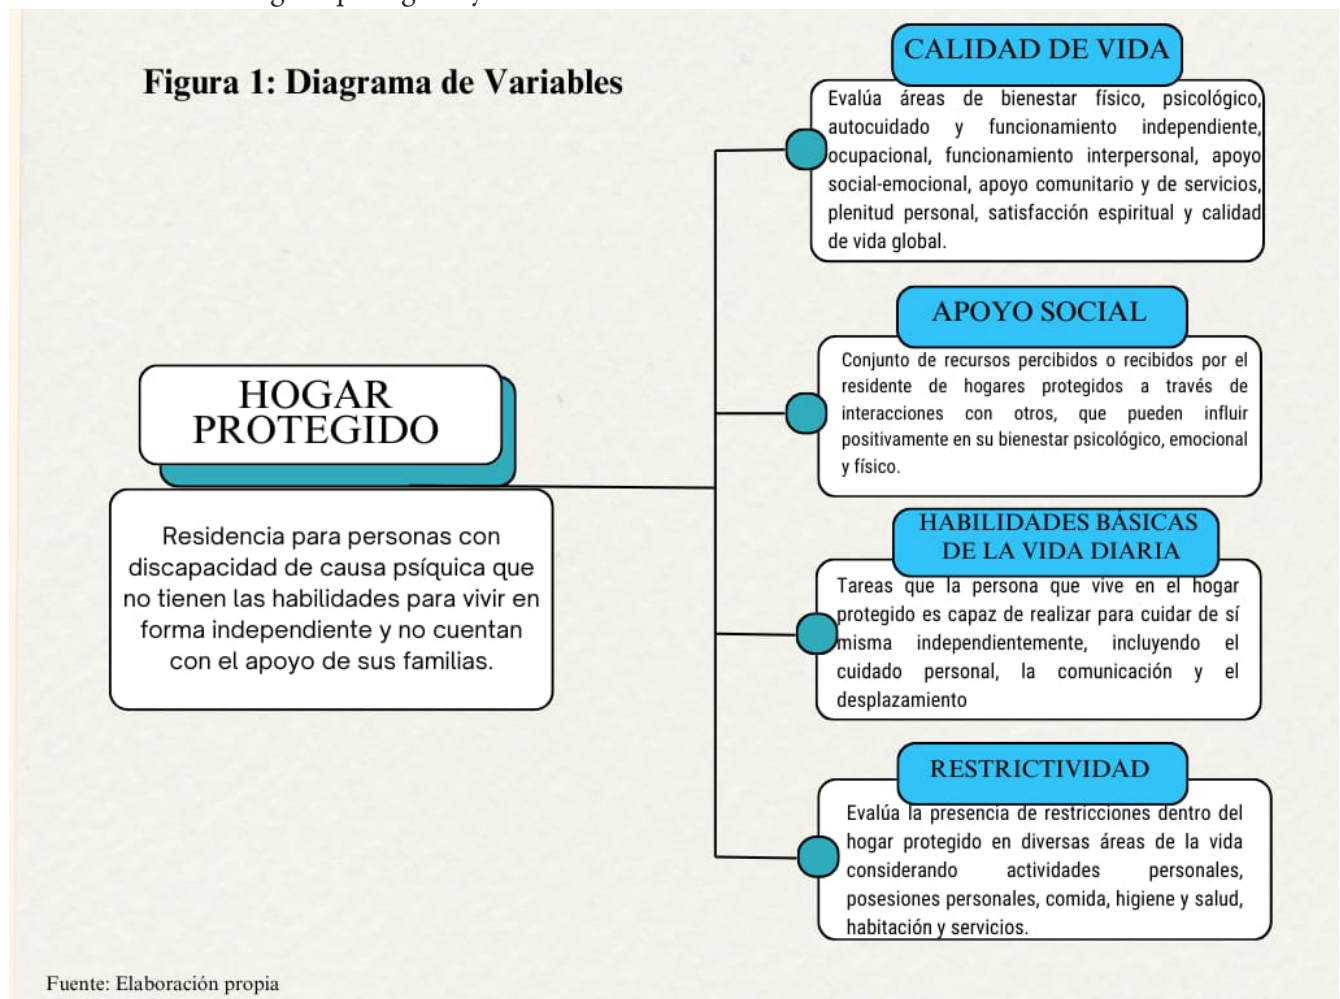 Figura 1: Diagrama de Variables
HOGAR
PROTEGIDO
Residencia para personas con
discapacidad de causa psíquica que
no tienen las habilidades para vivir en
forma independiente y no cuentan
con el apoyo de sus familias.
CALIDAD DE VIDA
Evalúa áreas de bienestar físico, psicológico,
autocuidado y funcionamiento independiente,
ocupacional, funcionamiento interpersonal, apoyo
social-emocional, apoyo comunitario y de servicios,
plenitud personal, satisfacción espiritual y calidad
de vida global.
APOYO SOCIAL
Conjunto de recursos percibidos o recibidos por el
residente de hogares protegidos a través de
interacciones con otros, que pueden influir
positivamente en su bienestar psicológico, emocional
y físico.
HABILIDADES BÁSICAS
DE LA VIDA DIARIA
Tareas que la persona que vive en el hogar
protegido es capaz de realizar para cuidar de sí
misma independientemente, incluyendo el
cuidado personal, la comunicación y el
desplazamiento
RESTRICTIVIDAD
Evalúa la presencia de restricciones dentro del
hogar protegido en diversas áreas de la vida
considerando actividades personales,
posesiones personales, comida, higiene y salud,
habitación y servicios.
Fuente: Elaboración propia